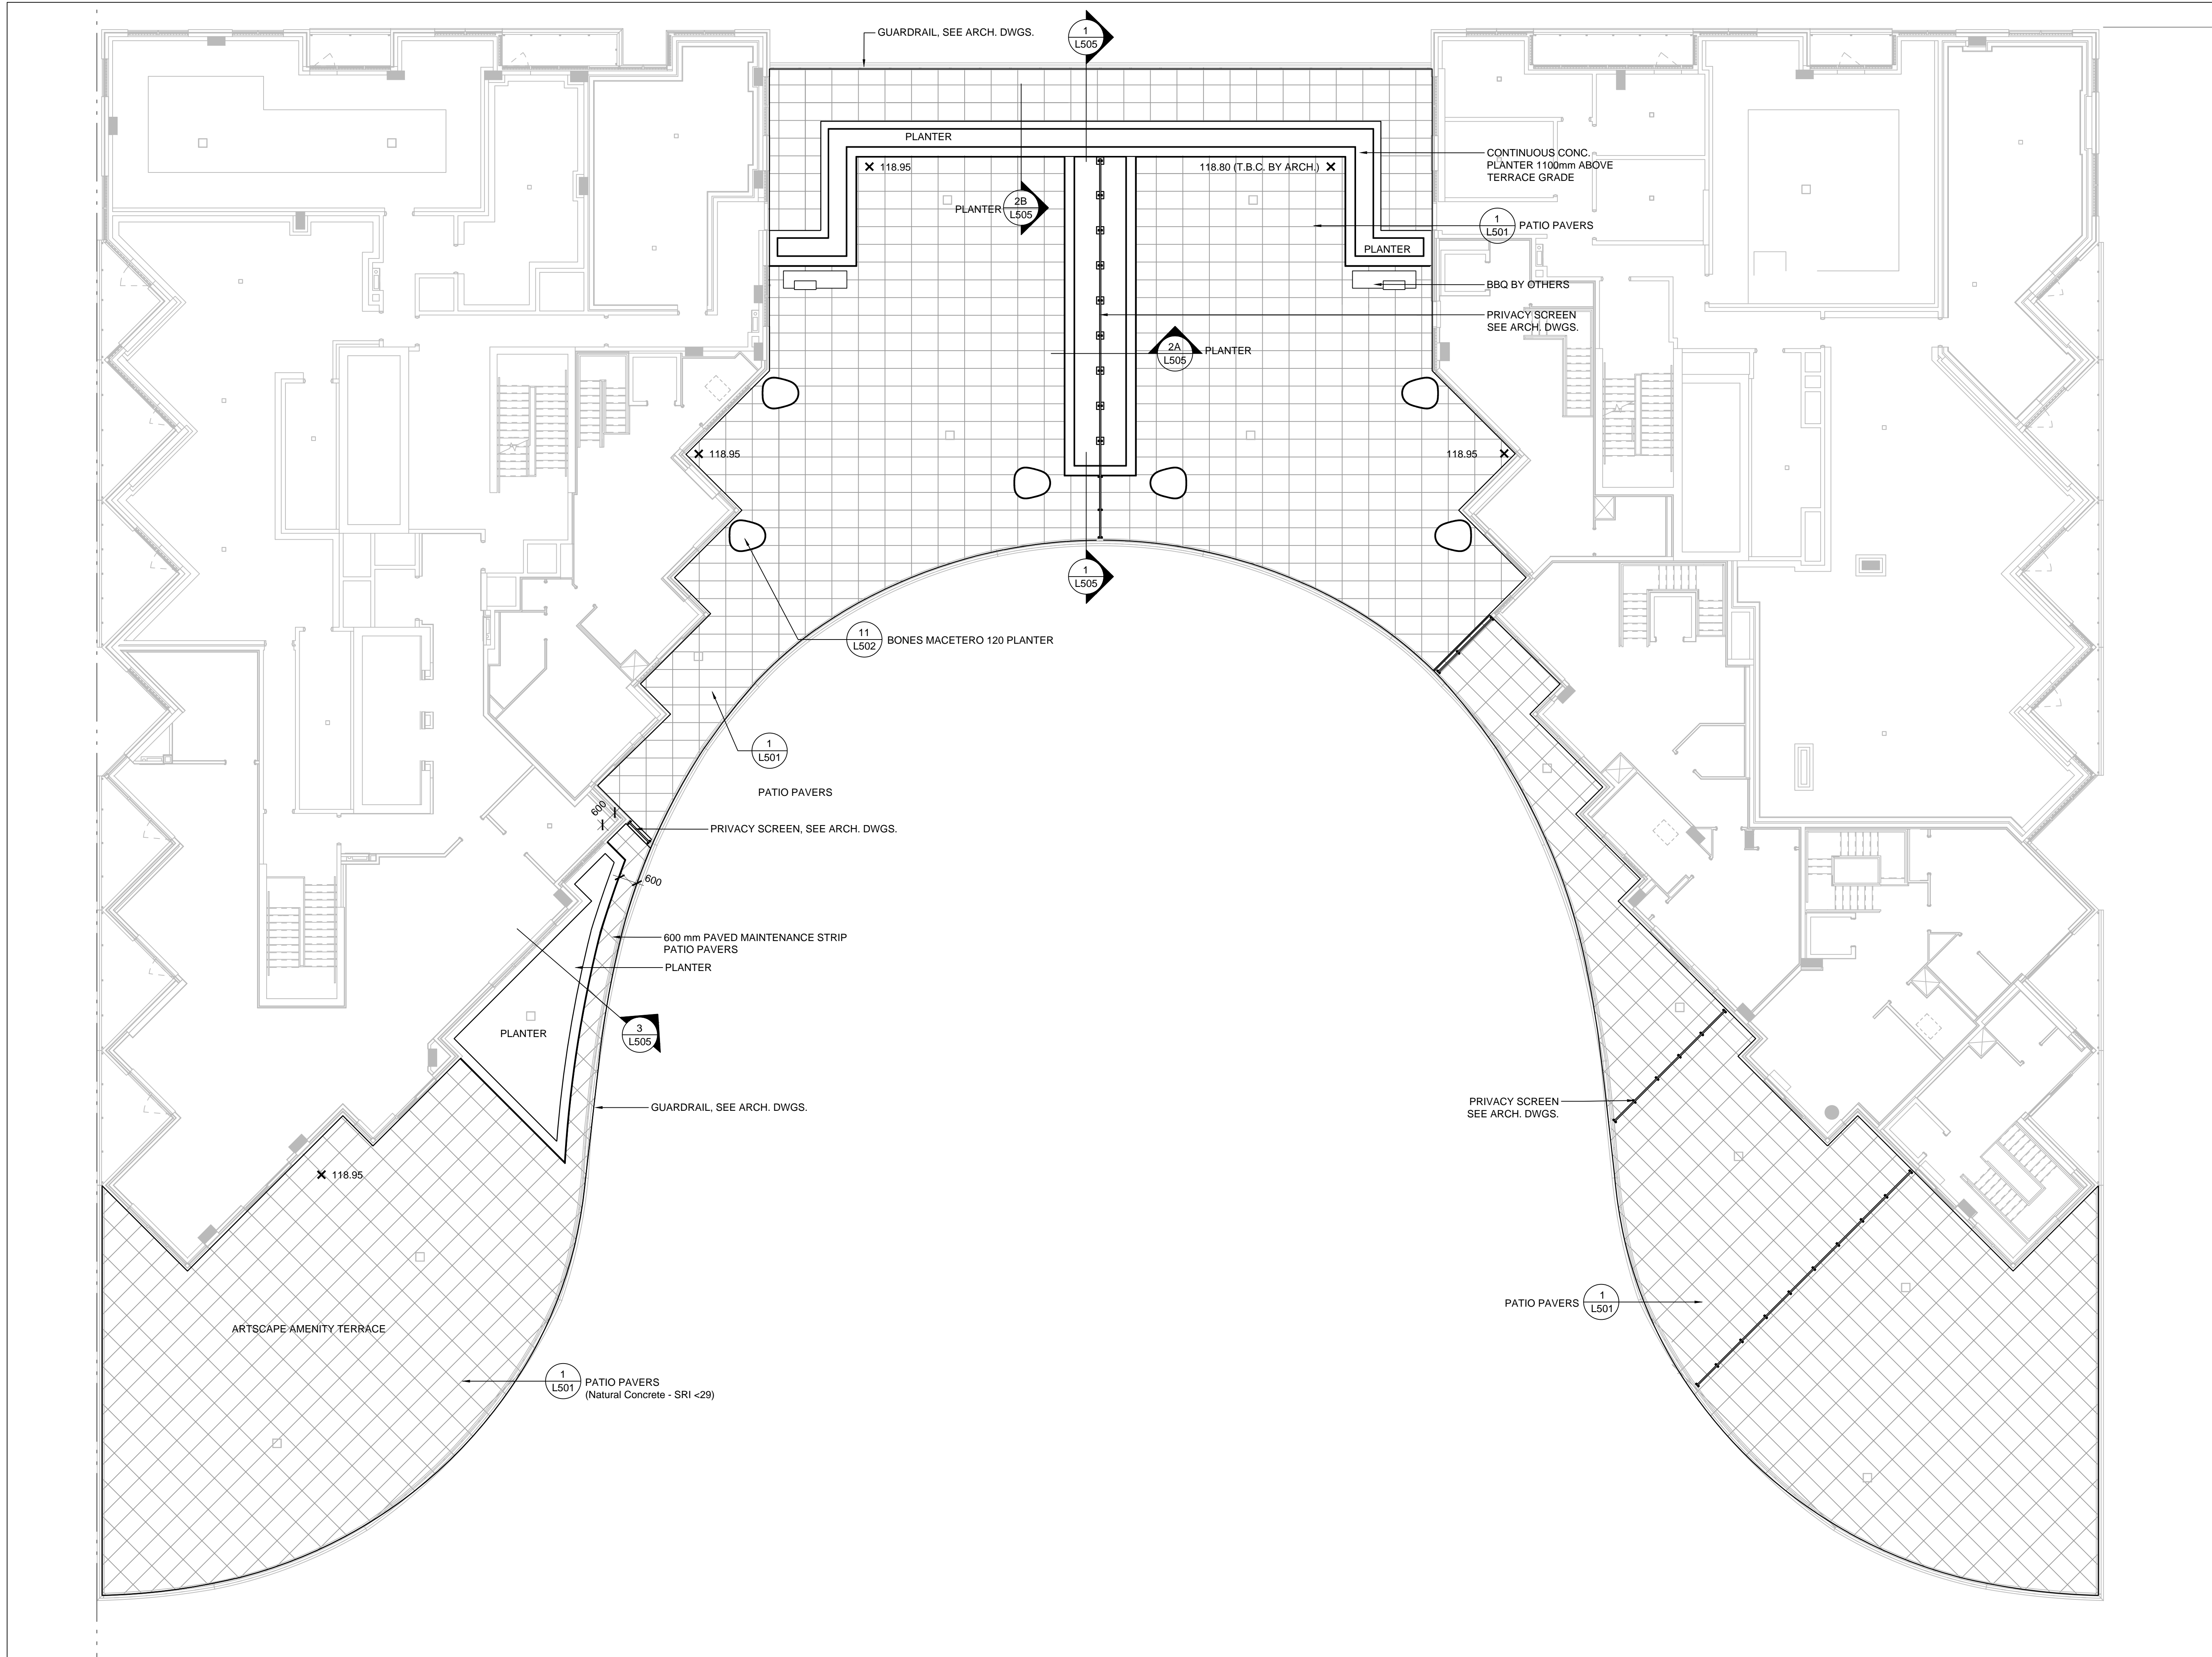 GUARDRAIL, SEE ARCH. DWGS.
1
L505
PLANTER
CONTINUOUS CONC.
PLANTER 1100mm ABOVE
TERRACE GRADE
118.95
118.80 (T.B.C. BY ARCH.)
PLANTER
2B
L505
1
L501
PATIO PAVERS
PLANTER
BBQ BY OTHERS
PRIVACY SCREEN
SEE ARCH. DWGS.
2A
L505
PLANTER
118.95
118.95
1
L505
11
L502
BONES MACETERO 120 PLANTER
1
L501
PATIO PAVERS
600
PRIVACY SCREEN, SEE ARCH. DWGS.
600
600 mm PAVED MAINTENANCE STRIP
PATIO PAVERS
PLANTER
PLANTER
3
L505
GUARDRAIL, SEE ARCH. DWGS.
PRIVACY SCREEN
SEE ARCH. DWGS.
118.95
PATIO PAVERS
1
L501
ARTSCAPE AMENITY TERRACE
1
L501
PATIO PAVERS
(Natural Concrete - SRI <29)